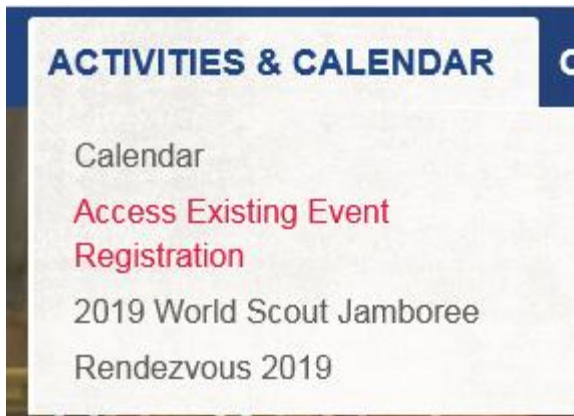 ACTIVITIES & CALENDAR
Calendar
Access Existing Event
Registration
2019 World Scout Jamboree
Rendezvous 2019